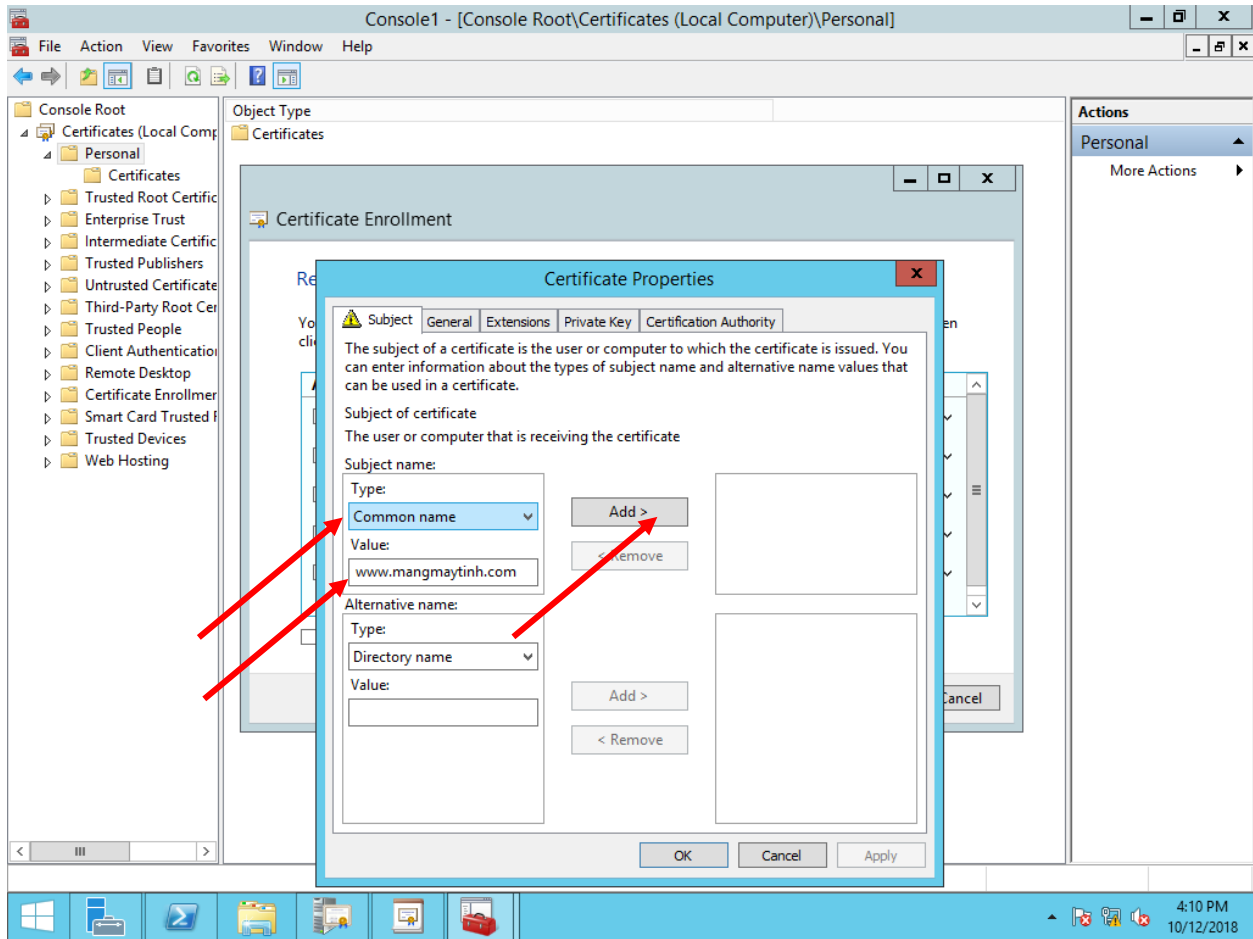 Console1 - [Console Root\Certificates (Local Computer)\Personal]
File Action View Favorites Window Help
Console Root
Certificates (Local Comp
Personal
Certificates
Trusted Root Certific
Enterprise Trust
Intermediate Certific
Trusted Publishers
Untrusted Certificate
Third-Party Root Cer
Trusted People
Client Authentication
Remote Desktop
Certificate Enrollmen
Smart Card Trusted R
Trusted Devices
Web Hosting
Object Type
Certificates
Actions
Personal
More Actions
Certificate Enrollment
Re
Yo
en
clic
A
Cancel
Certificate Properties
Subject General Extensions Private Key Certification Authority
The subject of a certificate is the user or computer to which the certificate is issued. You
can enter information about the types of subject name and alternative name values that
can be used in a certificate.
Subject of certificate
The user or computer that is receiving the certificate
Subject name:
Type:
Common name
Value:
www.mangmaytinh.com
Add >
< Remove
Alternative name:
Type:
Directory name
Value:
Add >
< Remove
OK Cancel Apply
4:10 PM
10/12/2018